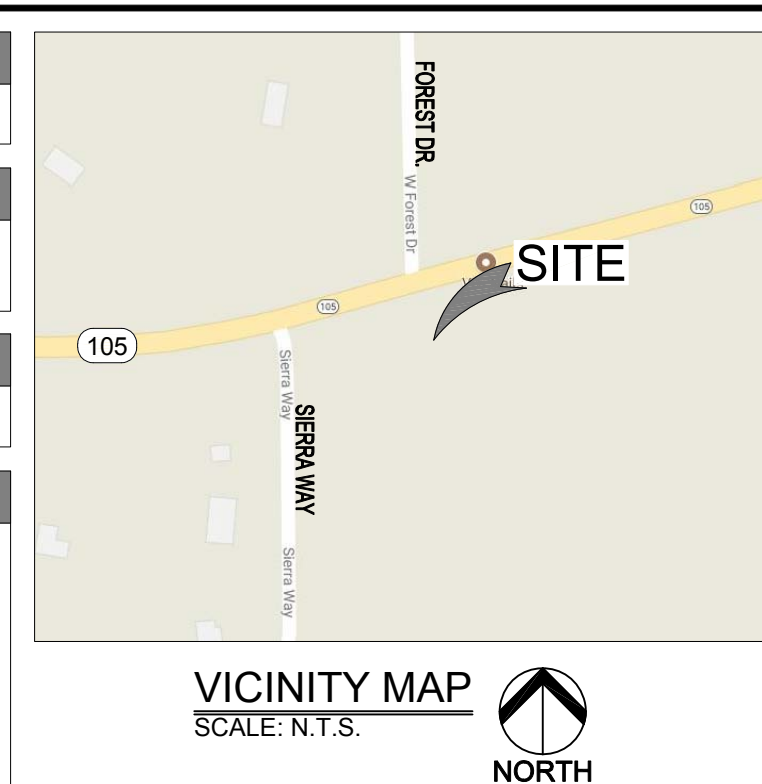 FOREST DR.
W Forest Dr
105
SITE
105
105
Sierra Way
SIERRA WAY
Sierra Way
VICINITY MAP
SCALE: N.T.S.
NORTH